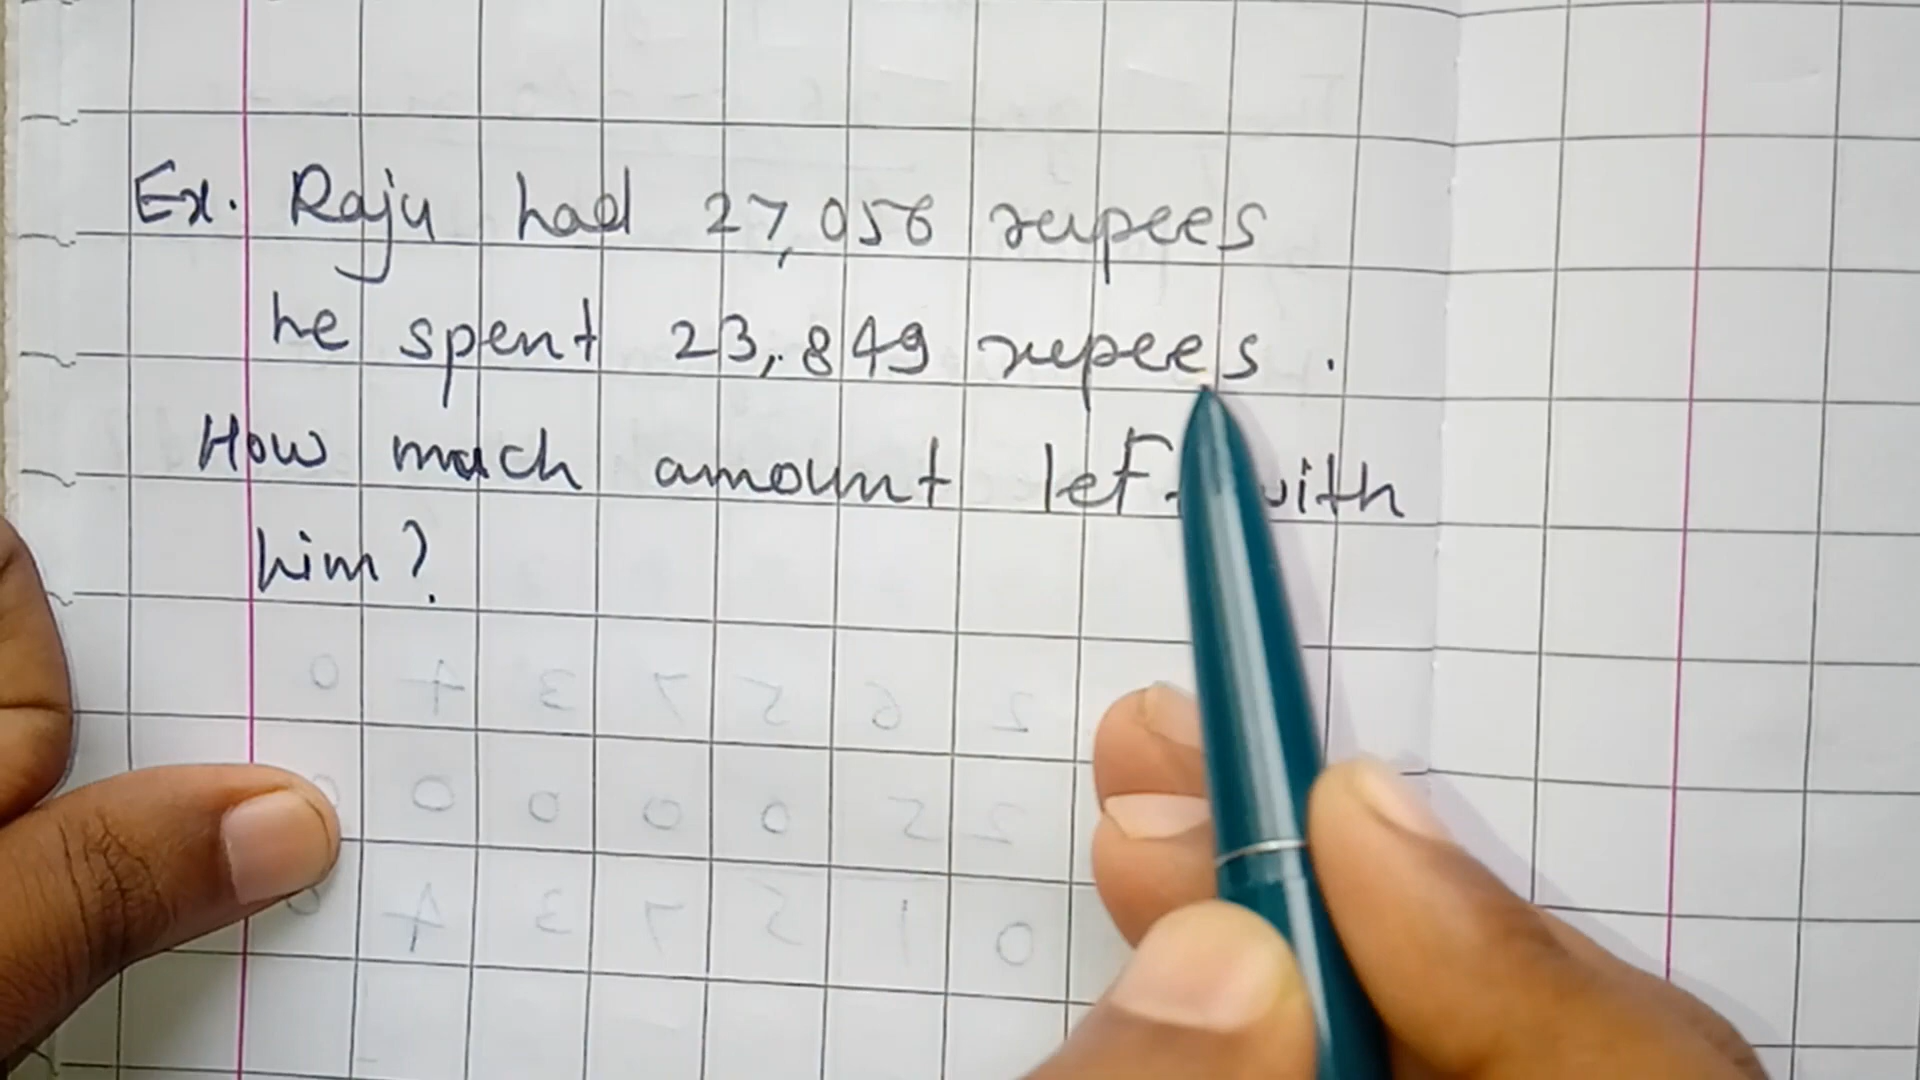 Ex. Raju had 27,056 rupees
he spent 23,849 rupees.
How much amount left with
him?